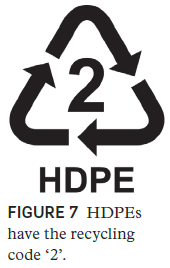 2
HDPE
FIGURE 7 HDPEs
have the recycling
code ‘2’.